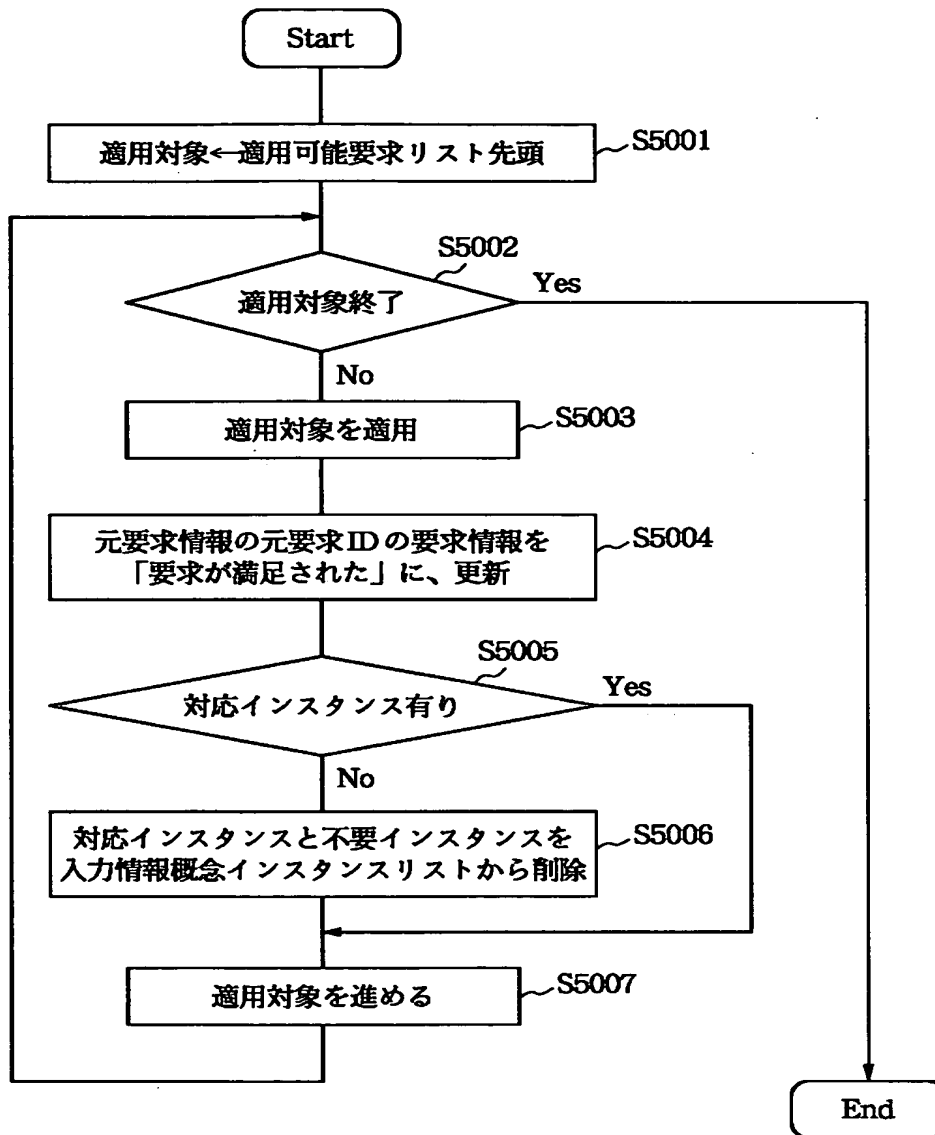 Start
適用対象←適用可能要求リスト先頭
S5001
S5002
適用対象終了
Yes
No
適用対象を適用
S5003
元要求情報の元要求IDの要求情報を
「要求が満足された」に、更新
S5004
S5005
対応インスタンス有り
Yes
No
対応インスタンスと不要インスタンスを
入力情報概念インスタンスリストから削除
S5006
適用対象を進める
S5007
End